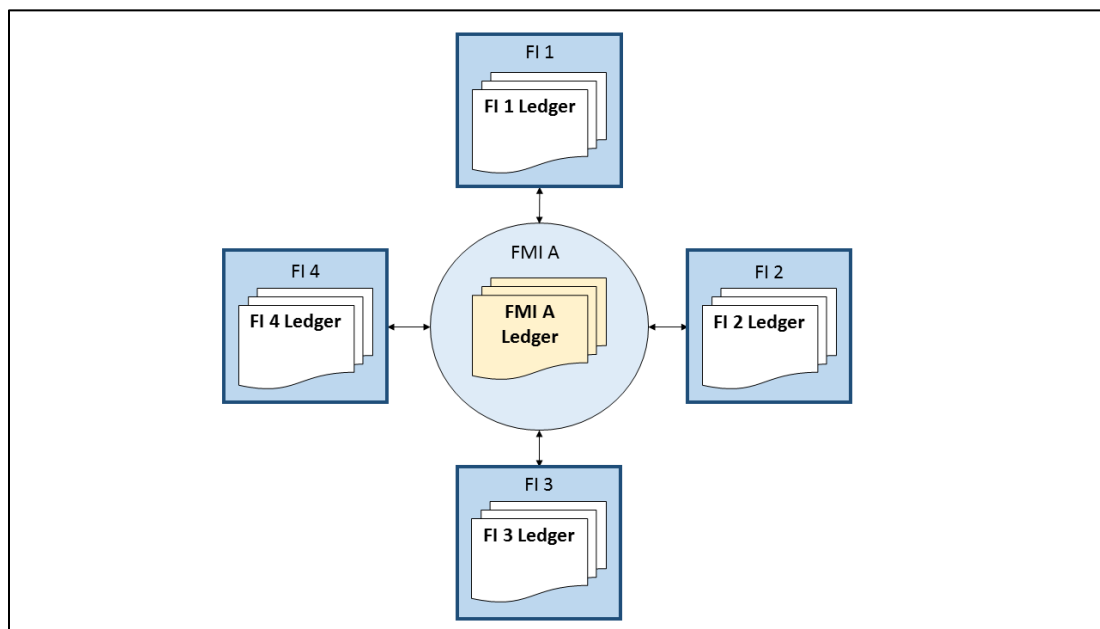 FI 1
FI 1 Ledger
FMI A
FMI A
Ledger
FI 4
FI 4 Ledger
FI 2
FI 2 Ledger
FI 3
FI 3 Ledger